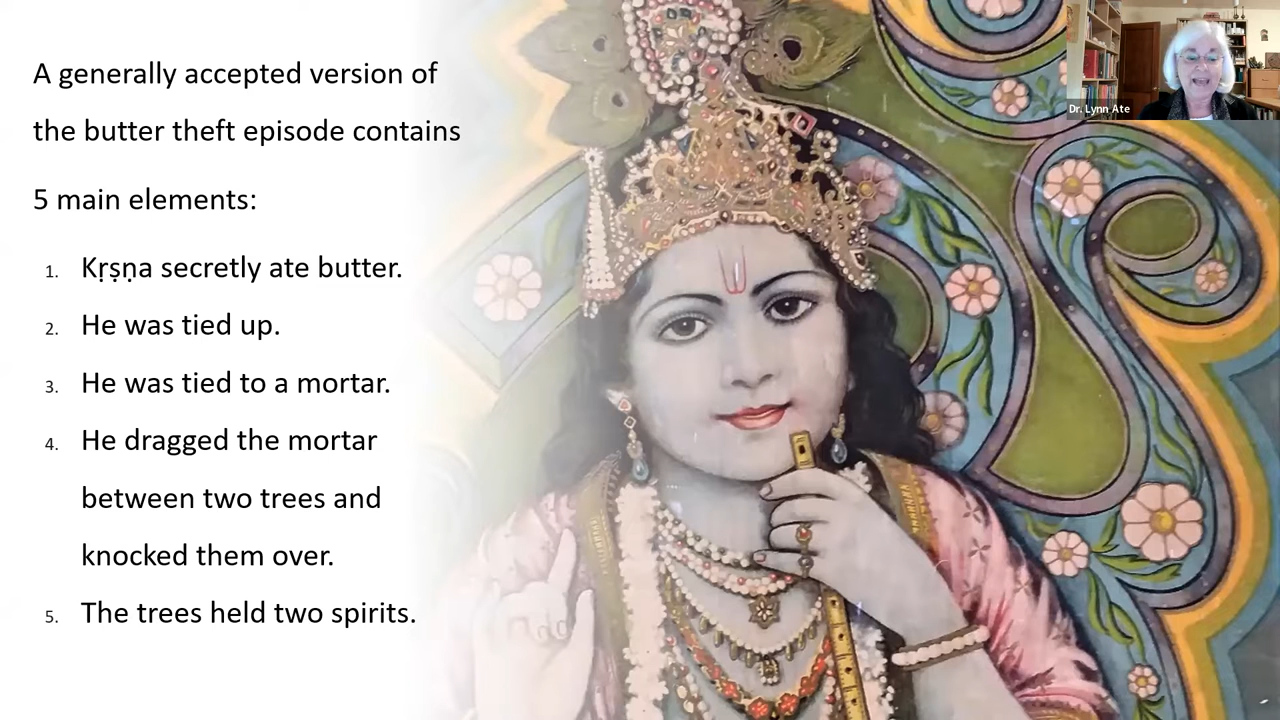 A generally accepted version of
the butter theft episode contains
5 main elements:
1. Kṛṣṇa secretly ate butter.
2. He was tied up.
3. He was tied to a mortar.
4. He dragged the mortar
between two trees and
knocked them over.
5. The trees held two spirits.
Dr. Lynn Ate